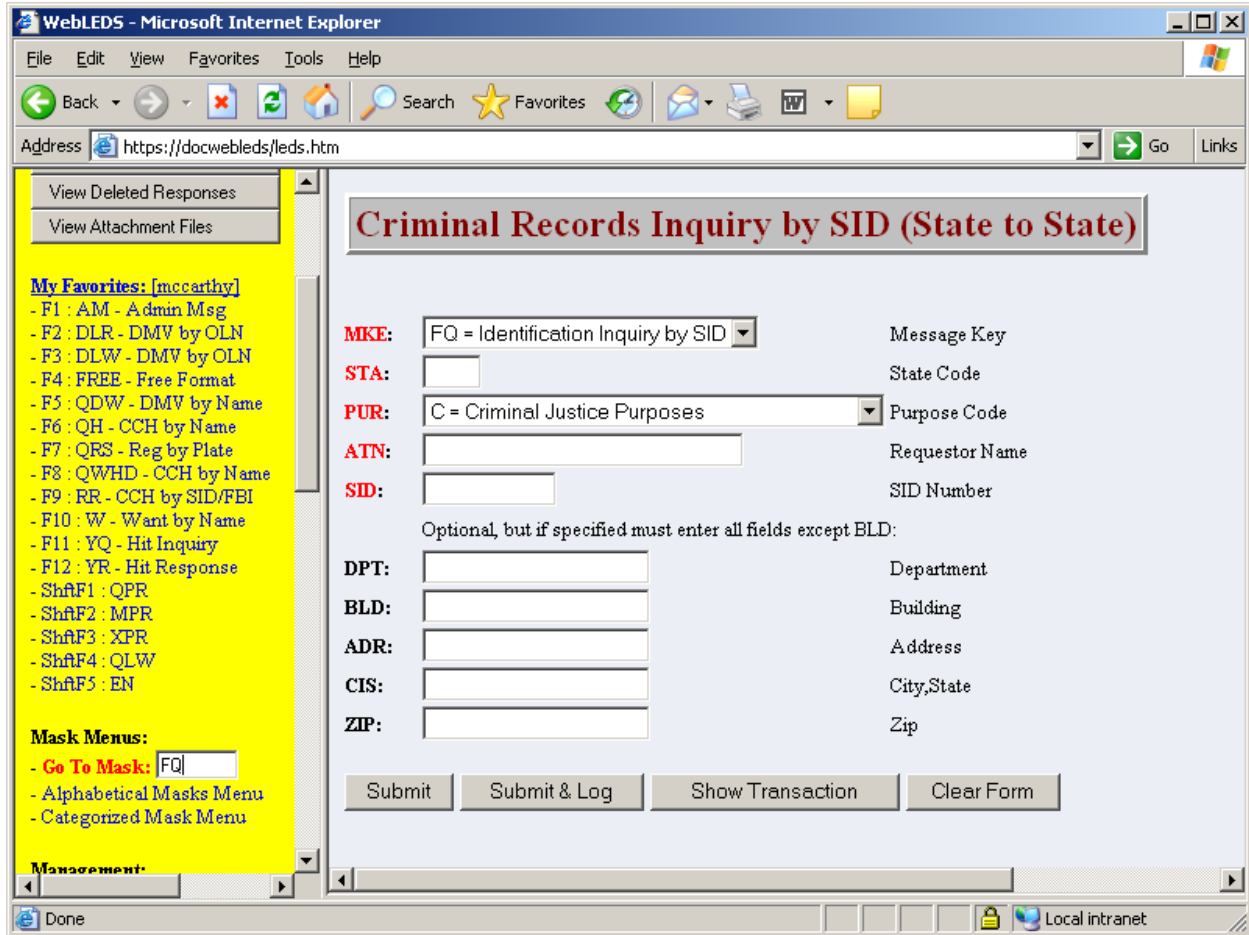 WebLEDS - Microsoft Internet Explorer
File Edit View Favorites Tools Help
Back Search Favorites
Address https://docwebleds/leds.htm Go Links
View Deleted Responses
View Attachment Files
My Favorites: [mccarthy]
- F1 : AM - Admin Msg
- F2 : DLR - DMV by OLN
- F3 : DLW - DMV by OLN
- F4 : FREE - Free Format
- F5 : QDW - DMV by Name
- F6 : QH - CCH by Name
- F7 : QRS - Reg by Plate
- F8 : QWHD - CCH by Name
- F9 : RR - CCH by SID/FBI
- F10 : W - Want by Name
- F11 : YQ - Hit Inquiry
- F12 : YR - Hit Response
- ShftF1 : QPR
- ShftF2 : MPR
- ShftF3 : XPR
- ShftF4 : QLW
- ShftF5 : EN
Mask Menus:
- Go To Mask: FQ
- Alphabetical Masks Menu
- Categorized Mask Menu
Management:
Criminal Records Inquiry by SID (State to State)
MKE: FQ = Identification Inquiry by SID Message Key
STA: State Code
PUR: C = Criminal Justice Purposes Purpose Code
ATN: Requestor Name
SID: SID Number
Optional, but if specified must enter all fields except BLD:
DPT: Department
BLD: Building
ADR: Address
CIS: City,State
ZIP: Zip
Submit Submit & Log Show Transaction Clear Form
Done Local intranet